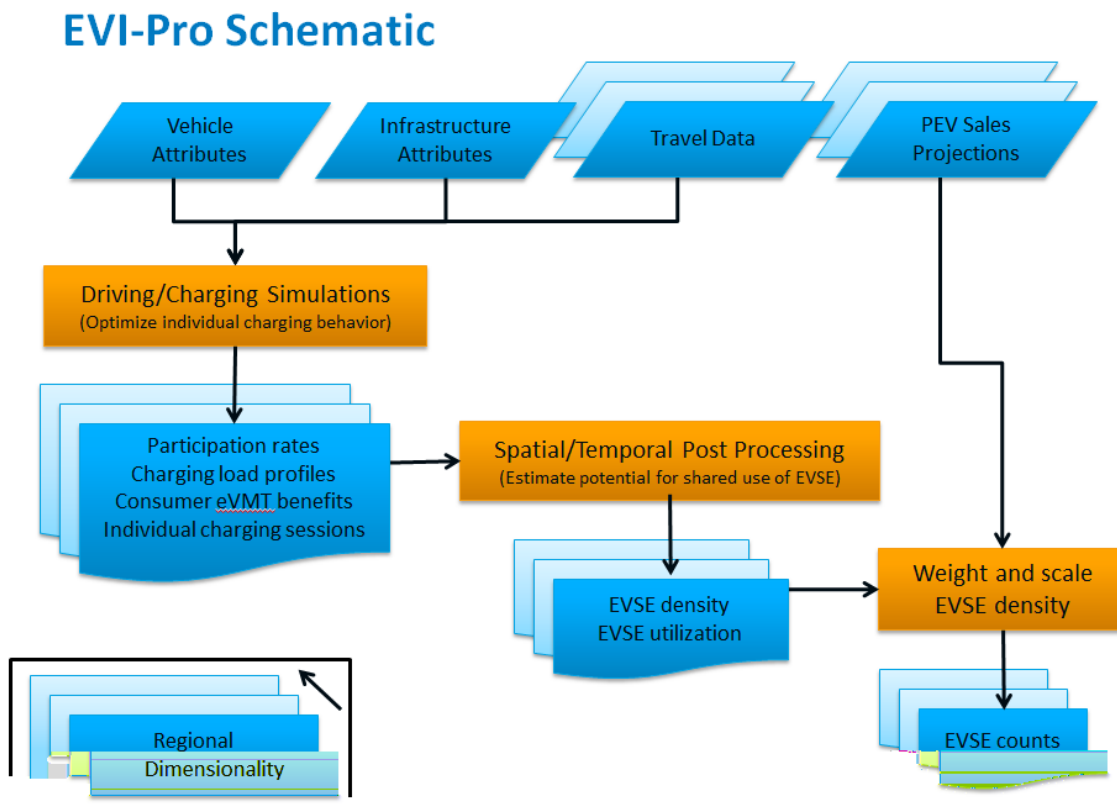 EVI-Pro Schematic
Vehicle
Attributes
Infrastructure
Attributes
Travel Data
PEV Sales
Projections
Driving/Charging Simulations
(Optimize individual charging behavior)
Participation rates
Charging load profiles
Consumer eVMT benefits
Individual charging sessions
Spatial/Temporal Post Processing
(Estimate potential for shared use of EVSE)
EVSE density
EVSE utilization
Weight and scale
EVSE density
EVSE counts
Regional
Dimensionality